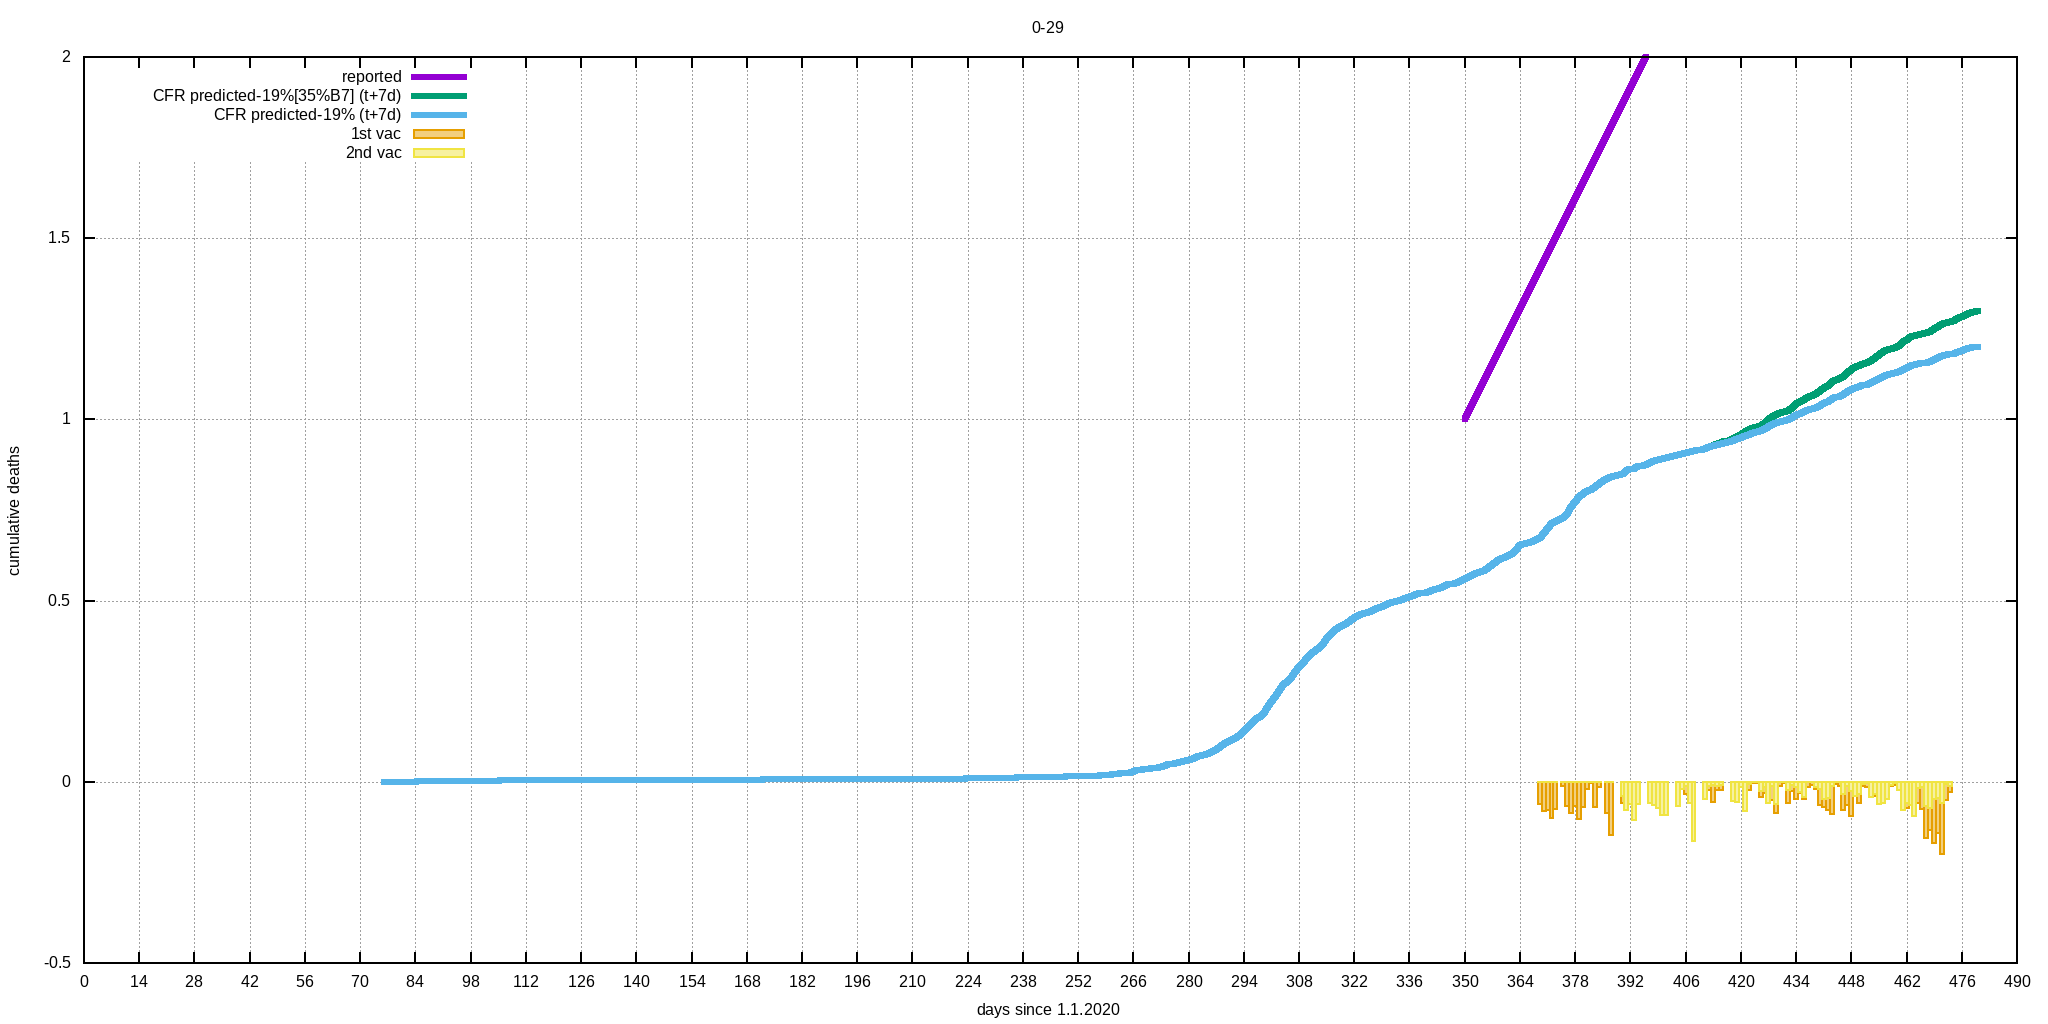 0-29
reported
CFR predicted-19%[35%B7] (t+7d)
CFR predicted-19% (t+7d)
1st vac
2nd vac
2
1.5
1
0.5
0
-0.5
cumulative deaths
0 14 28 42 56 70 84 98 112 126 140 154 168 182 196 210 224 238 252 266 280 294 308 322 336 350 364 378 392 406 420 434 448 462 476 490
days since 1.1.2020